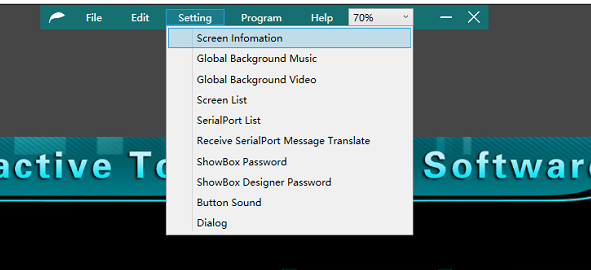 File Edit Setting Program Help 70%
Screen Infomation
Global Background Music
Global Background Video
Screen List
SerialPort List
Receive SerialPort Message Translate
ShowBox Password
ShowBox Designer Password
Button Sound
Dialog
active To Software